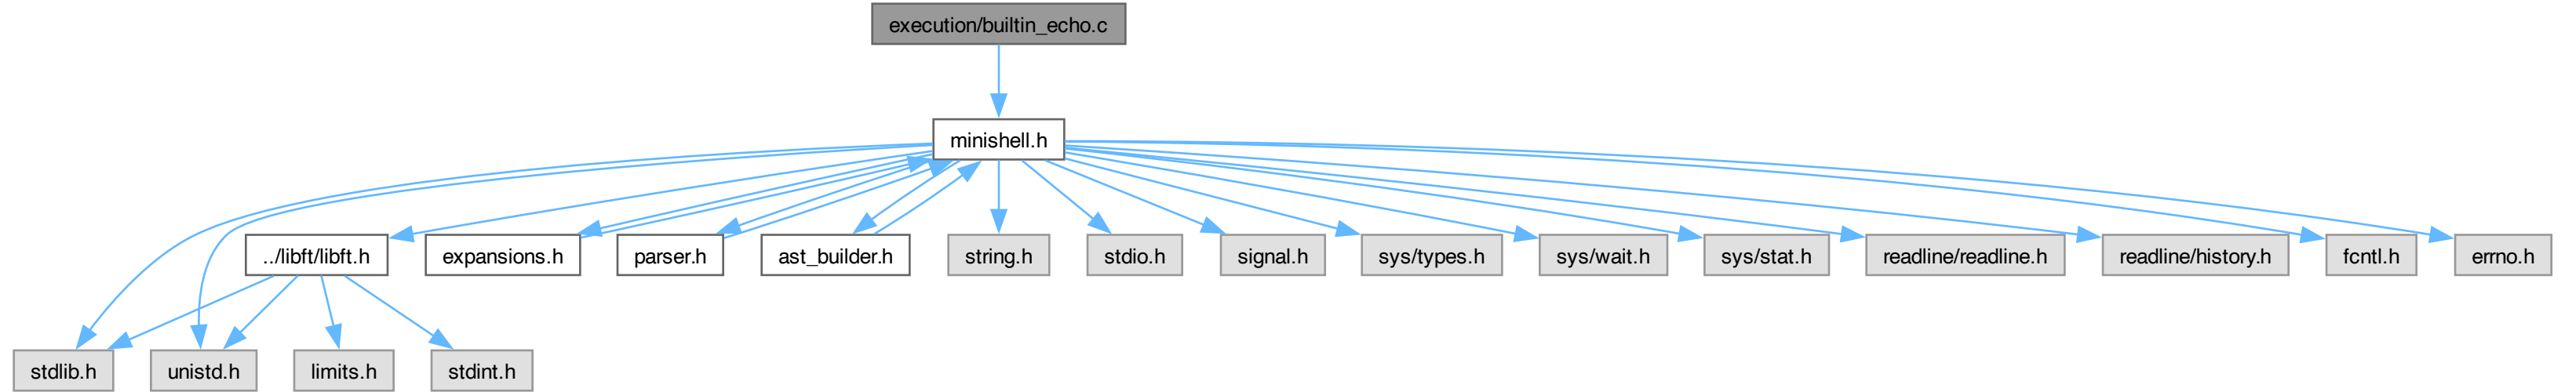 execution/builtin_echo.c
minishell.h
../libft/libft.h
expansions.h
parser.h
ast_builder.h
string.h
stdio.h
signal.h
sys/types.h
sys/wait.h
sys/stat.h
readline/readline.h
readline/history.h
fcntl.h
errno.h
stdlib.h
unistd.h
limits.h
stdint.h